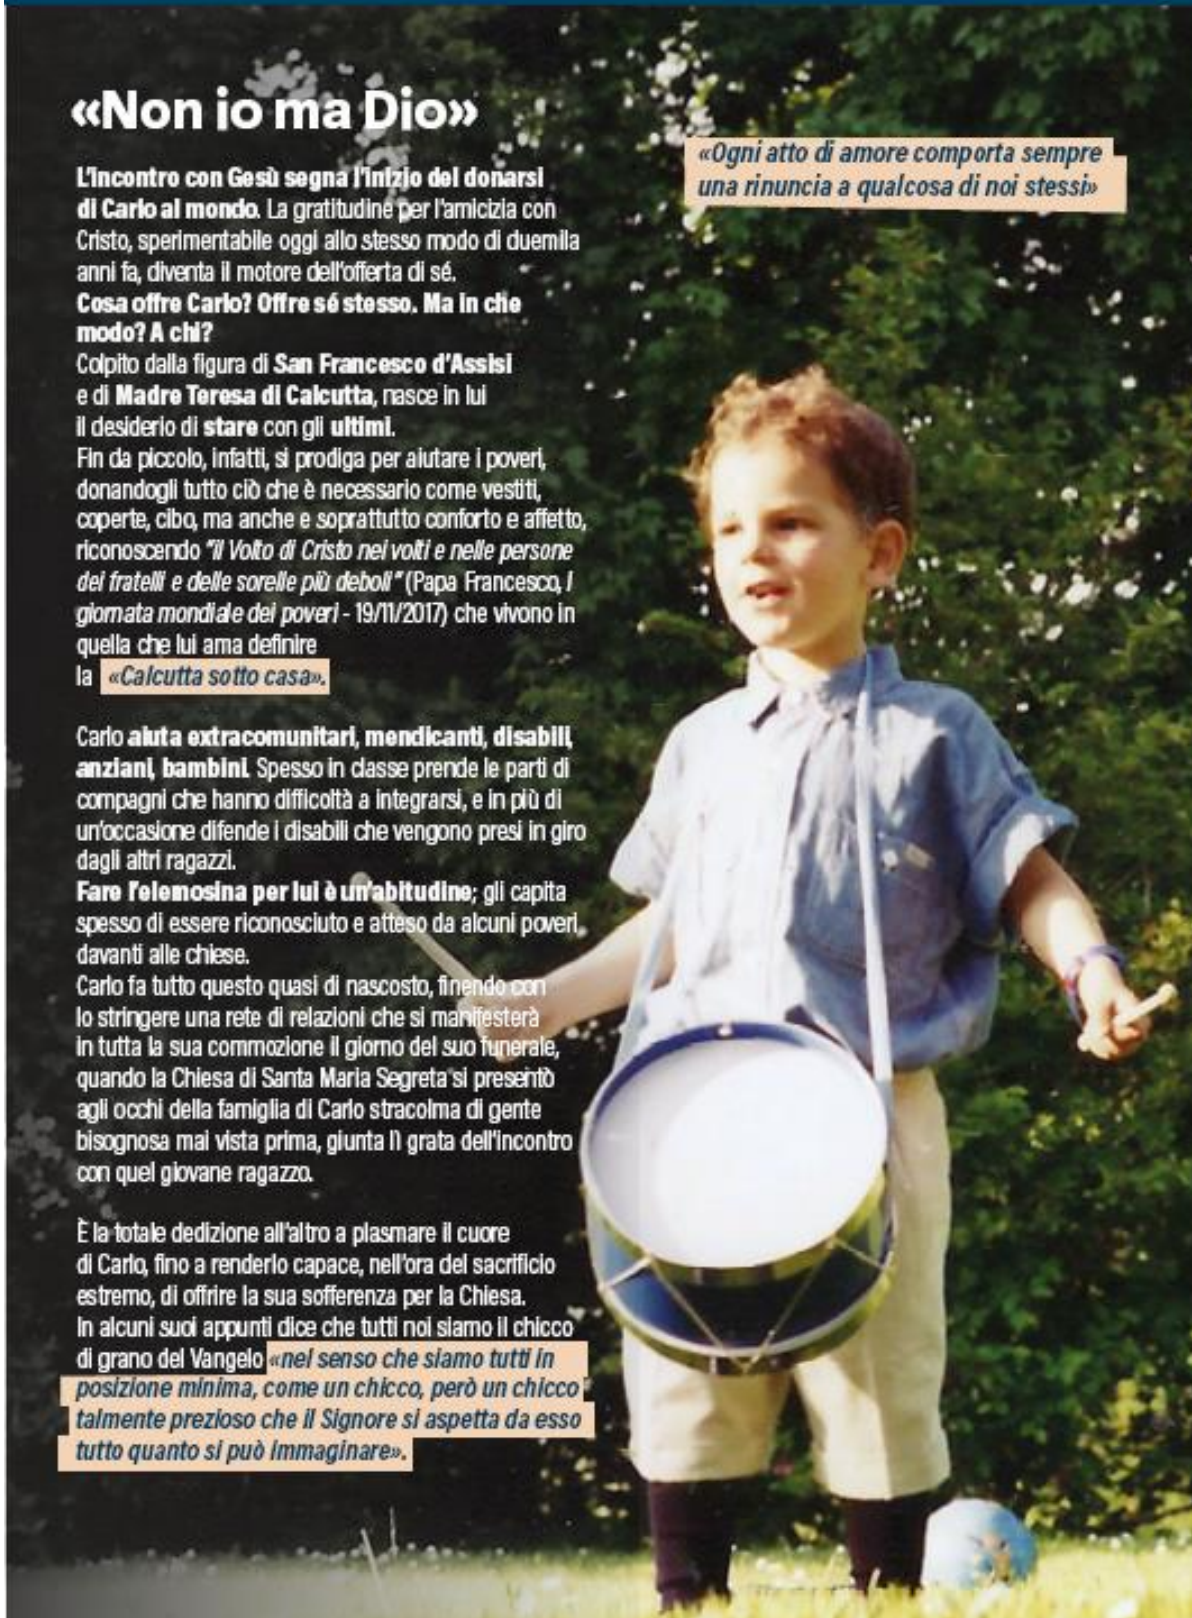 «Non io ma Dio»
«Ogni atto di amore comporta sempre
una rinuncia a qualcosa di noi stessi»
L'incontro con Gesù segna l'inizio del donarsi
di Carlo al mondo. La gratitudine per l'amicizia con
Cristo, sperimentabile oggi allo stesso modo di duemila
anni fa, diventa il motore dell'offerta di sé.
Cosa offre Carlo? Offre sé stesso. Ma in che
modo? A chi?
Colpito dalla figura di San Francesco d'Assisi
e di Madre Teresa di Calcutta, nasce in lui
il desiderio di stare con gli ultimi.
Fin da piccolo, infatti, si prodiga per aiutare i poveri,
donandogli tutto ciò che è necessario come vestiti,
coperte, cibo, ma anche e soprattutto conforto e affetto,
riconoscendo "il Volto di Cristo nei volti e nelle persone
dei fratelli e delle sorelle più deboli" (Papa Francesco, I
giornata mondiale dei poveri - 19/11/2017) che vivono in
quella che lui ama definire
la «Calcutta sotto casa».
Carlo aiuta extracomunitari, mendicanti, disabili,
anziani, bambini. Spesso in classe prende le parti di
compagni che hanno difficoltà a integrarsi, e in più di
un'occasione difende i disabili che vengono presi in giro
dagli altri ragazzi.
Fare l'elemosina per lui è un'abitudine; gli capita
spesso di essere riconosciuto e atteso da alcuni poveri,
davanti alle chiese.
Carlo fa tutto questo quasi di nascosto, finendo con
lo stringere una rete di relazioni che si manifesterà
in tutta la sua commozione il giorno del suo funerale,
quando la Chiesa di Santa Maria Segreta si presentò
agli occhi della famiglia di Carlo stracolma di gente
bisognosa mai vista prima, giunta lì grata dell'incontro
con quel giovane ragazzo.
È la totale dedizione all'altro a plasmare il cuore
di Carlo, fino a renderlo capace, nell'ora del sacrificio
estremo, di offrire la sua sofferenza per la Chiesa.
In alcuni suoi appunti dice che tutti noi siamo il chicco
di grano del Vangelo «nel senso che siamo tutti in
posizione minima, come un chicco, però un chicco
talmente prezioso che il Signore si aspetta da esso
tutto quanto si può immaginare».